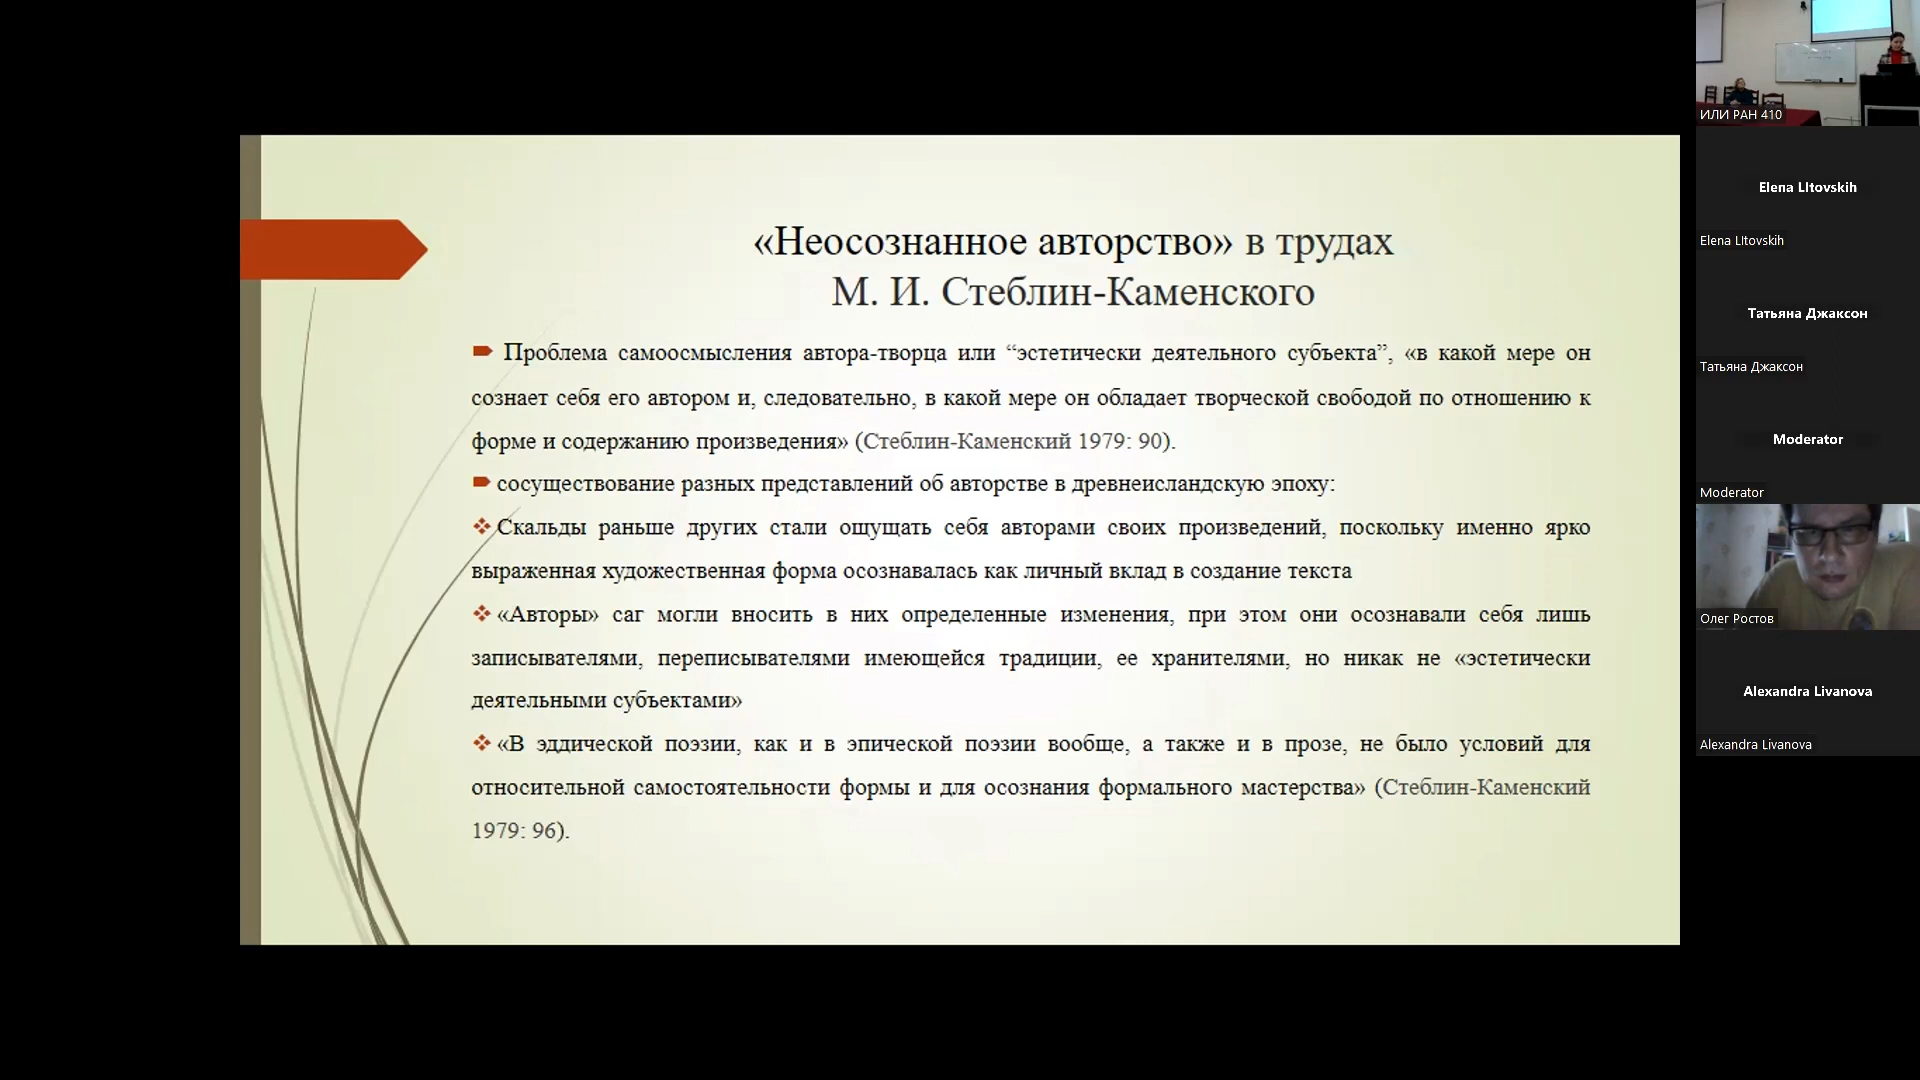 «Неосознанное авторство» в трудах
М. И. Стеблин-Каменского
Проблема самоосмысления автора-творца или “эстетически деятельного субъекта”, «в какой мере он
сознает себя его автором и, следовательно, в какой мере он обладает творческой свободой по отношению к
форме и содержанию произведения» (Стеблин-Каменский 1979: 90).
сосуществование разных представлений об авторстве в древнеисландскую эпоху:
Скальды раньше других стали ощущать себя авторами своих произведений, поскольку именно ярко
выраженная художественная форма осознавалась как личный вклад в создание текста
«Авторы» саг могли вносить в них определенные изменения, при этом они осознавали себя лишь
записывателями, переписывателями имеющейся традиции, ее хранителями, но никак не «эстетически
деятельными субъектами»
«В эддической поэзии, как и в эпической поэзии вообще, а также и в прозе, не было условий для
относительной самостоятельности формы и для осознания формального мастерства» (Стеблин-Каменский
1979: 96).
ИЛИ РАН 410
Elena LItovskih
Elena LItovskih
Татьяна Джаксон
Татьяна Джаксон
Moderator
Moderator
Олег Ростов
Alexandra Livanova
Alexandra Livanova